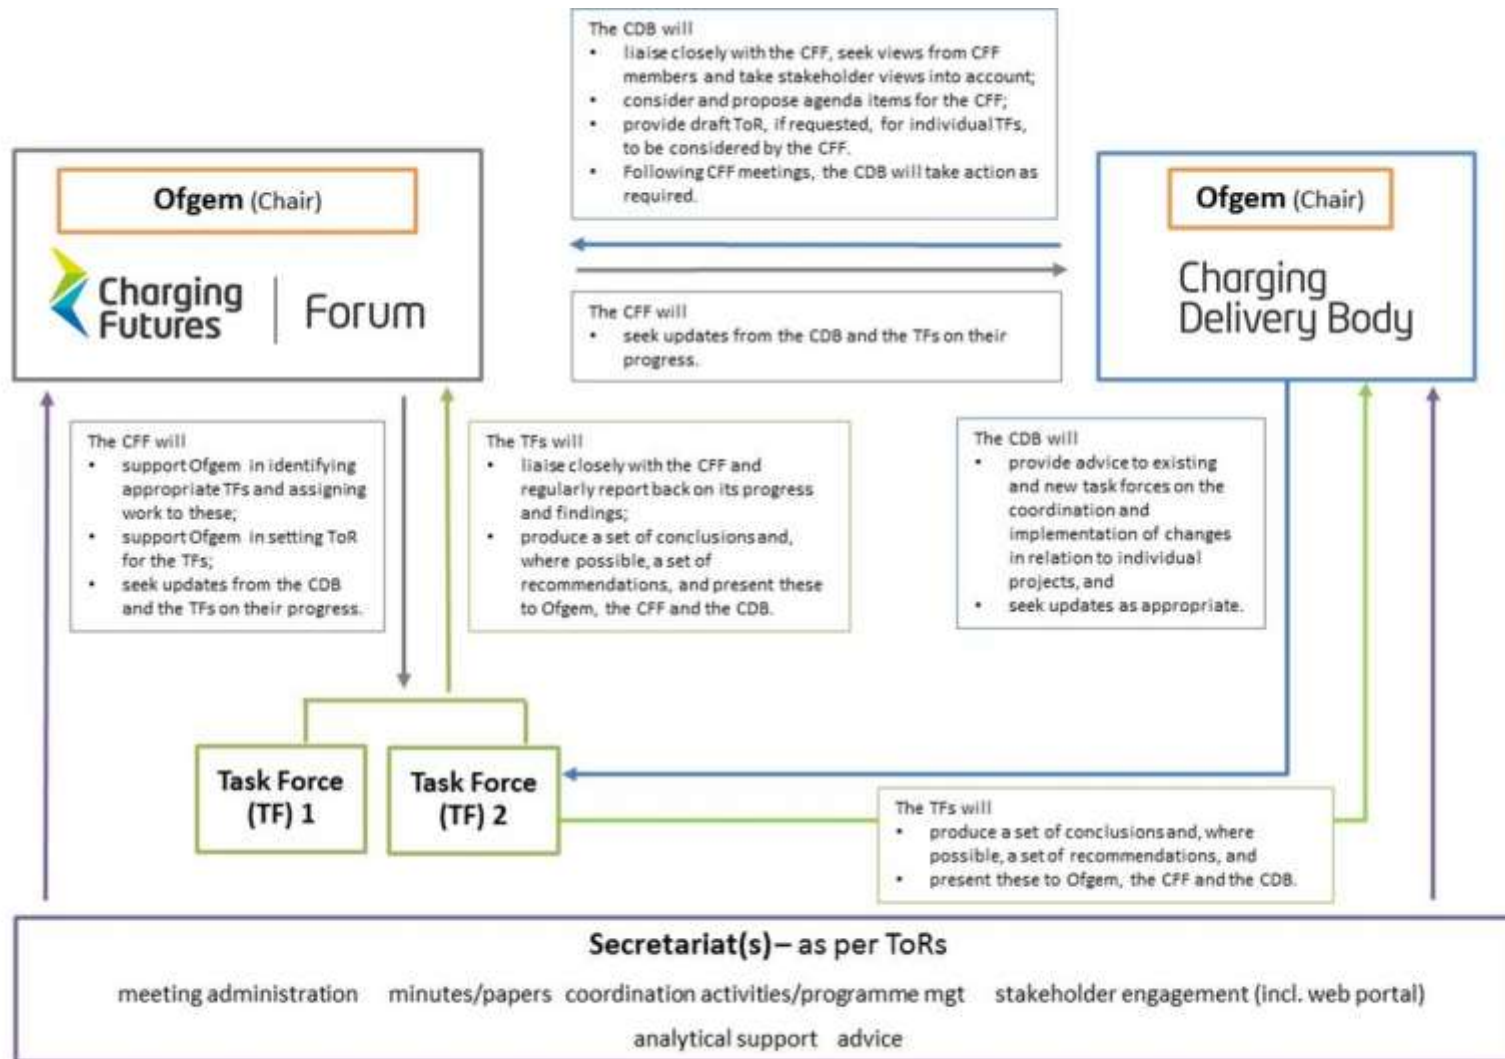 The CDB will
• liaise closely with the CFF, seek views from CFF
members and take stakeholder views into account;
• consider and propose agenda items for the CFF;
• provide draft ToR, if requested, for individual TFs,
to be considered by the CFF.
• Following CFF meetings, the CDB will take action as
required.
Ofgem (Chair)
Charging
Futures
Forum
Ofgem (Chair)
Charging
Delivery Body
The CFF will
• seek updates from the CDB and the TFs on their
progress.
The CFF will
• support Ofgem in identifying
appropriate TFs and assigning
work to these;
• support Ofgem in setting ToR
for the TFs;
• seek updates from the CDB
and the TFs on their progress.
The TFs will
• liaise closely with the CFF and
regularly report back on its progress
and findings;
• produce a set of conclusions and,
where possible, a set of
recommendations, and present these
to Ofgem, the CFF and the CDB.
The CDB will
• provide advice to existing
and new task forces on the
coordination and
implementation of changes
in relation to individual
projects, and
• seek updates as appropriate.
Task Force
(TF) 1
Task Force
(TF) 2
The TFs will
• produce a set of conclusions and, where
possible, a set of recommendations, and
• present these to Ofgem, the CFF and the CDB.
Secretariat(s) – as per ToRs
meeting administration minutes/papers coordination activities/programme mgt stakeholder engagement (incl. web portal)
analytical support advice